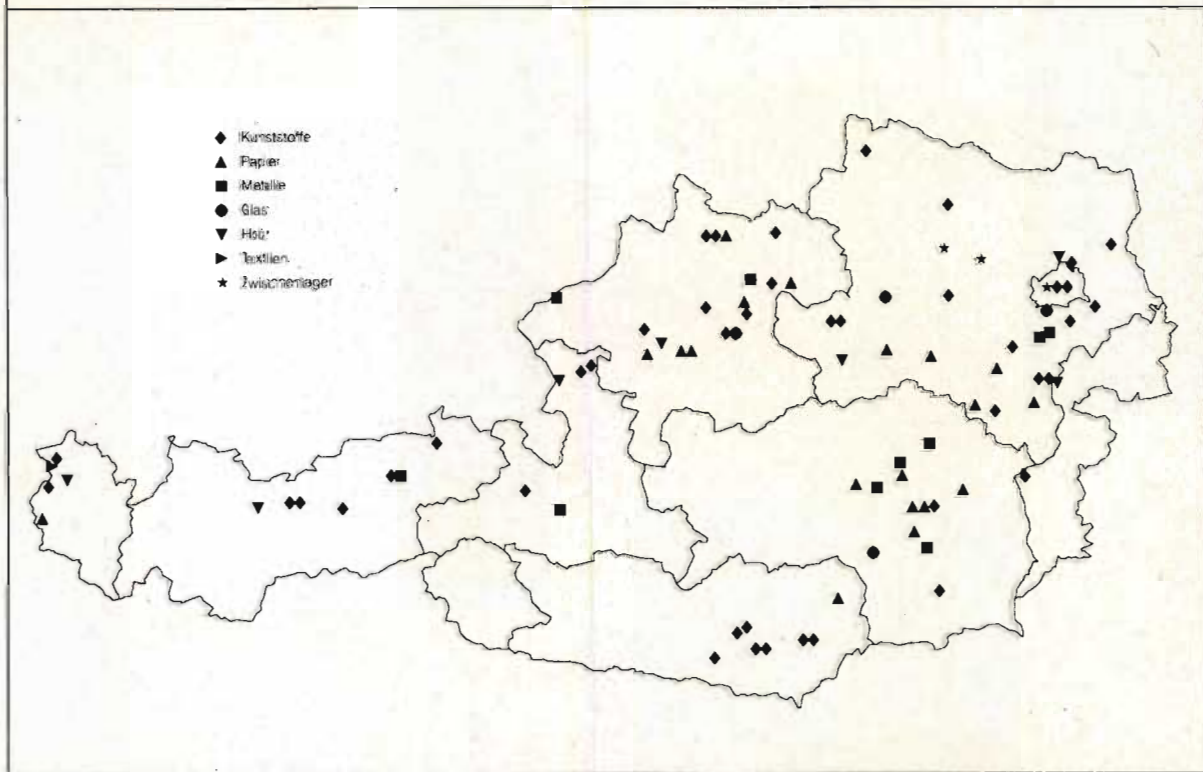 Kunststoffe
Papier
Metalle
Glas
Holz
Textilien
Zwischenlager